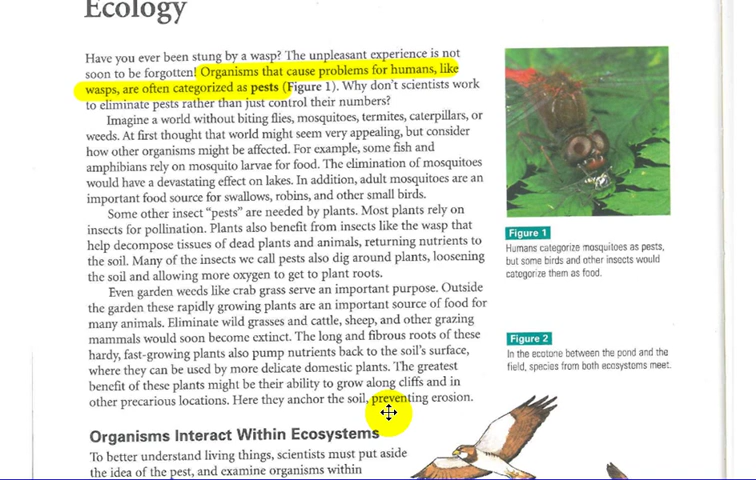 Ecology
Have you ever been stung by a wasp? The unpleasant experience is not
soon to be forgotten! Organisms that cause problems for humans, like
wasps, are often categorized as pests (Figure 1). Why don't scientists work
to eliminate pests rather than just control their numbers?
Imagine a world without biting flies, mosquitoes, termites, caterpillars, or
weeds. At first thought that world might seem very appealing, but consider
how other organisms might be affected. For example, some fish and
amphibians rely on mosquito larvae for food. The elimination of mosquitoes
would have a devastating effect on lakes. In addition, adult mosquitoes are an
important food source for swallows, robins, and other small birds.
Some other insect "pests" are needed by plants. Most plants rely on
insects for pollination. Plants also benefit from insects like the wasp that
help decompose tissues of dead plants and animals, returning nutrients to
the soil. Many of the insects we call pests also dig around plants, loosening
the soil and allowing more oxygen to get to plant roots.
Even garden weeds like crab grass serve an important purpose. Outside
the garden these rapidly growing plants are an important source of food for
many animals. Eliminate wild grasses and cattle, sheep, and other grazing
mammals would soon become extinct. The long and fibrous roots of these
hardy, fast-growing plants also pump nutrients back to the soil's surface,
where they can be used by more delicate domestic plants. The greatest
benefit of these plants might be their ability to grow along cliffs and in
other precarious locations. Here they anchor the soil, preventing erosion.
Organisms Interact Within Ecosystems
To better understand living things, scientists must put aside
the idea of the pest, and examine organisms within
Figure 1
Humans categorize mosquitoes as pests,
but some birds and other insects would
categorize them as food.
Figure 2
In the ecotone between the pond and the
field, species from both ecosystems meet.